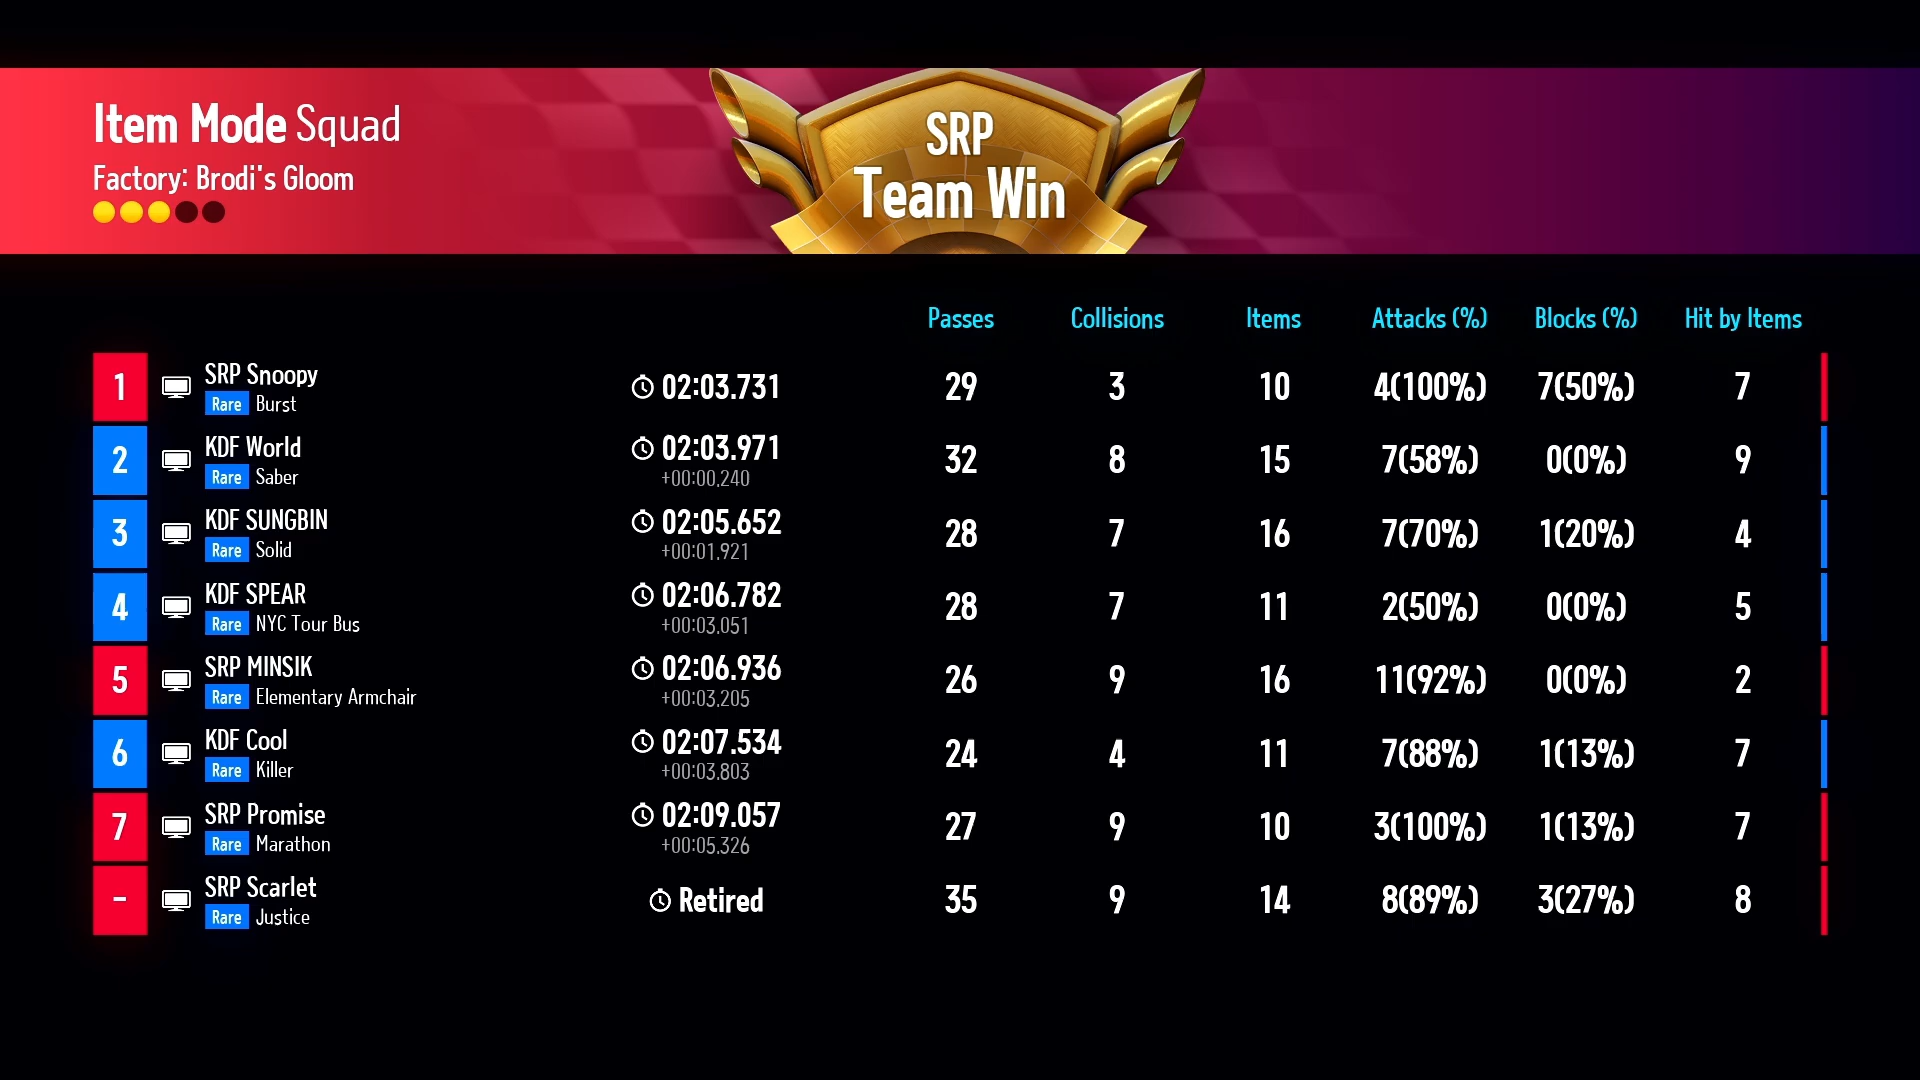 Item Mode Squad
Factory: Brodi's Gloom
SRP
Team Win
Passes Collisions Items Attacks (%) Blocks (%) Hit by Items
1 SRP Snoopy 02:03.731 29 3 10 4(100%) 7(50%) 7
Rare Burst
2 KDF World 02:03.971 32 8 15 7(58%) 0(0%) 9
Rare Saber +00:00.240
3 KDF SUNGBIN 02:05.652 28 7 16 7(70%) 1(20%) 4
Rare Solid +00:01.921
4 KDF SPEAR 02:06.782 28 7 11 2(50%) 0(0%) 5
Rare NYC Tour Bus +00:03.051
5 SRP MINSIK 02:06.936 26 9 16 11(92%) 0(0%) 2
Rare Elementary Armchair +00:03.205
6 KDF Cool 02:07.534 24 4 11 7(88%) 1(13%) 7
Rare Killer +00:03.803
7 SRP Promise 02:09.057 27 9 10 3(100%) 1(13%) 7
Rare Marathon +00:05.326
- SRP Scarlet Retired 35 9 14 8(89%) 3(27%) 8
Rare Justice